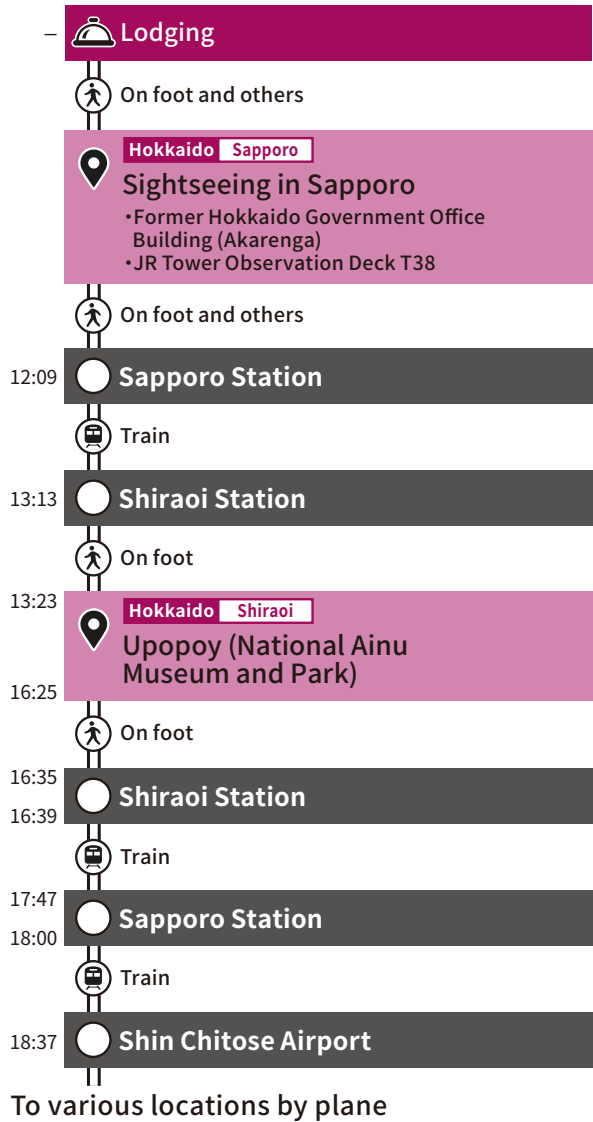 – Lodging
On foot and others
Hokkaido Sapporo
Sightseeing in Sapporo
・Former Hokkaido Government Office
Building (Akarenga)
・JR Tower Observation Deck T38
On foot and others
12:09 Sapporo Station
Train
13:13 Shiraoi Station
On foot
13:23
Hokkaido Shiraoi
Upopoy (National Ainu
Museum and Park)
16:25
On foot
16:35
Shiraoi Station
16:39
Train
17:47
Sapporo Station
18:00
Train
18:37 Shin Chitose Airport
To various locations by plane